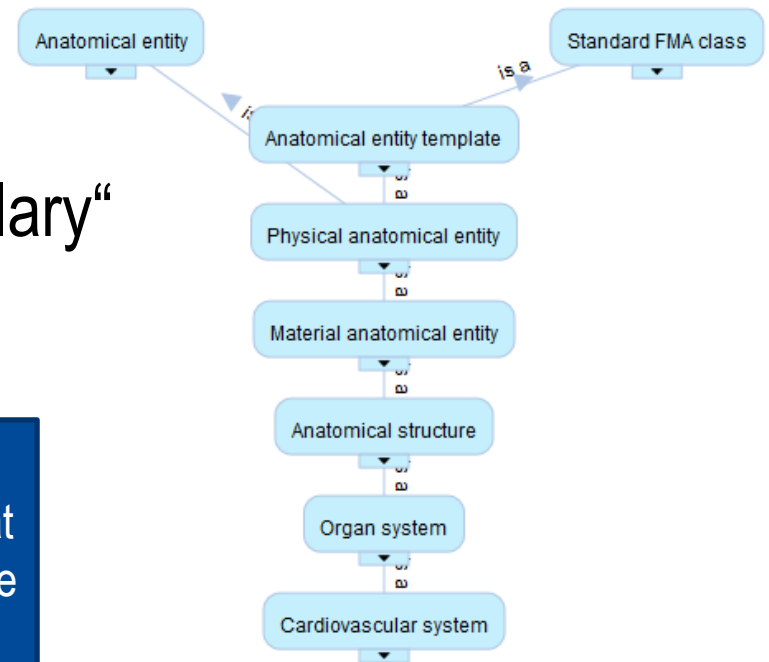 Anatomical entity
Standard FMA class
is a
Anatomical entity template
is a
lary“
Physical anatomical entity
Material anatomical entity
Anatomical structure
Organ system
Cardiovascular system